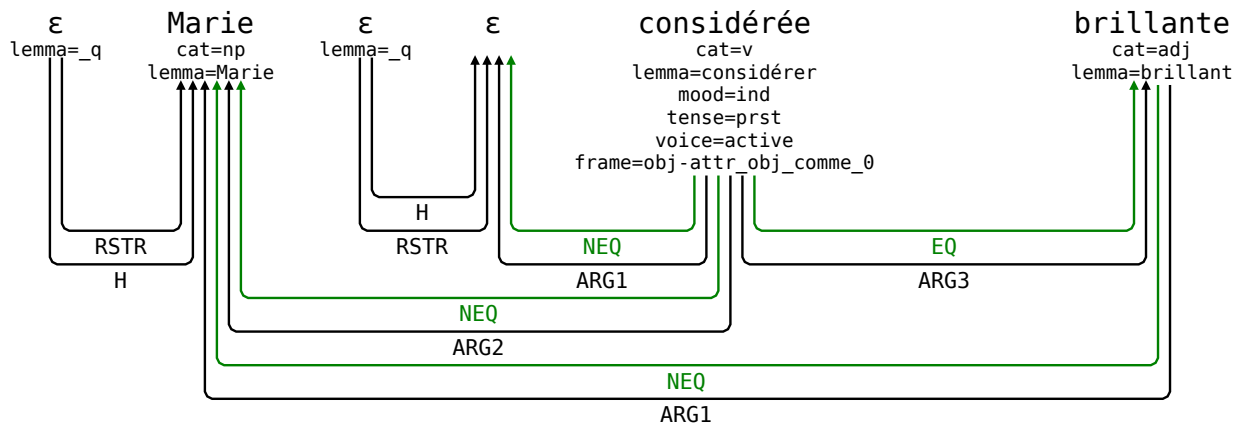 ε Marie ε ε considérée brillante
lemma=_q cat=np lemma=_q cat=v cat=adj
lemma=Marie lemma=considérer lemma=brillant
mood=ind
tense=prst
voice=active
frame=obj-attr_obj_comme_0
H
RSTR RSTR NEQ EQ
H ARG1 ARG3
NEQ
ARG2
NEQ
ARG1